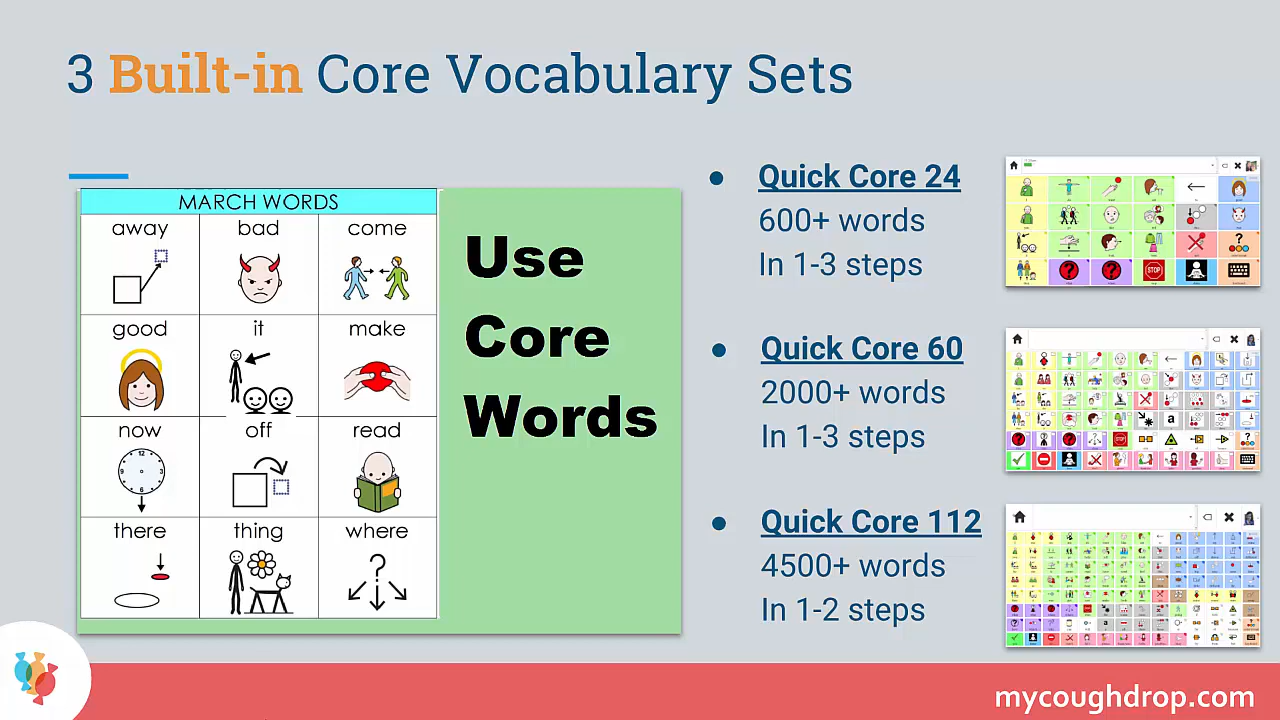 3 Built-in Core Vocabulary Sets
MARCH WORDS
away bad come
good it make
now off read
there thing where
Use
Core
Words
Quick Core 24
600+ words
In 1-3 steps
Quick Core 60
2000+ words
In 1-3 steps
Quick Core 112
4500+ words
In 1-2 steps
mycoughdrop.com